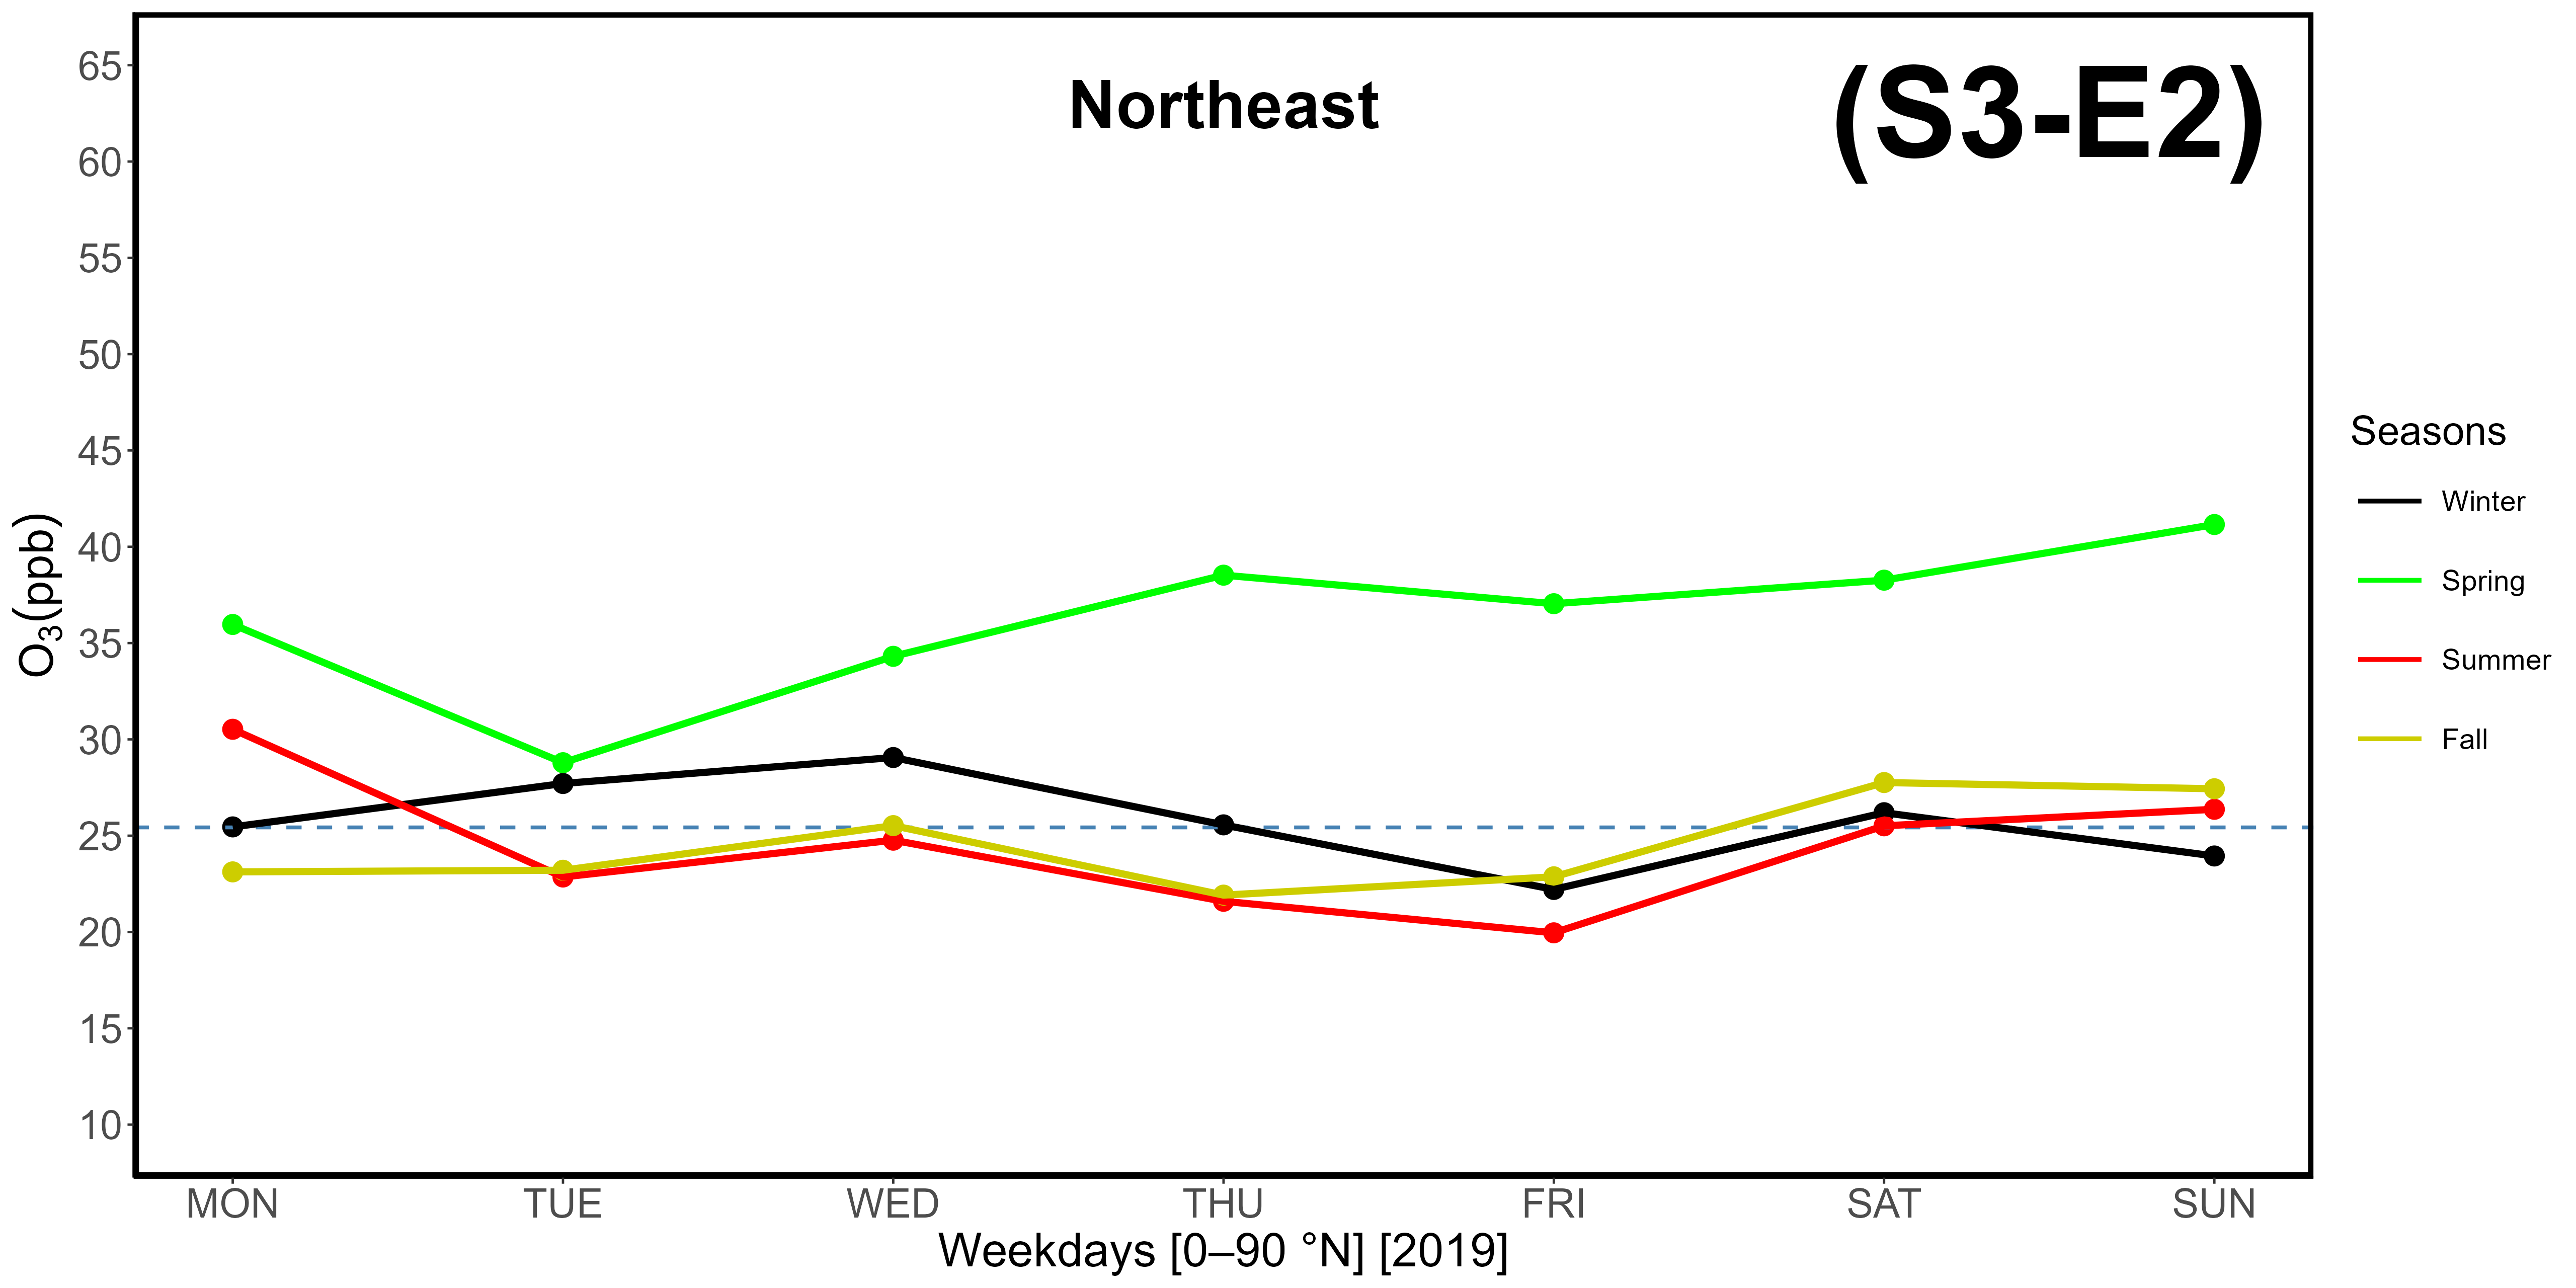 Northeast
(S3-E2)
65
60
55
50
45
40
35
30
25
20
15
10
O₃(ppb)
MON TUE WED THU FRI SAT SUN
Weekdays [0–90 °N] [2019]
Seasons
Winter
Spring
Summer
Fall